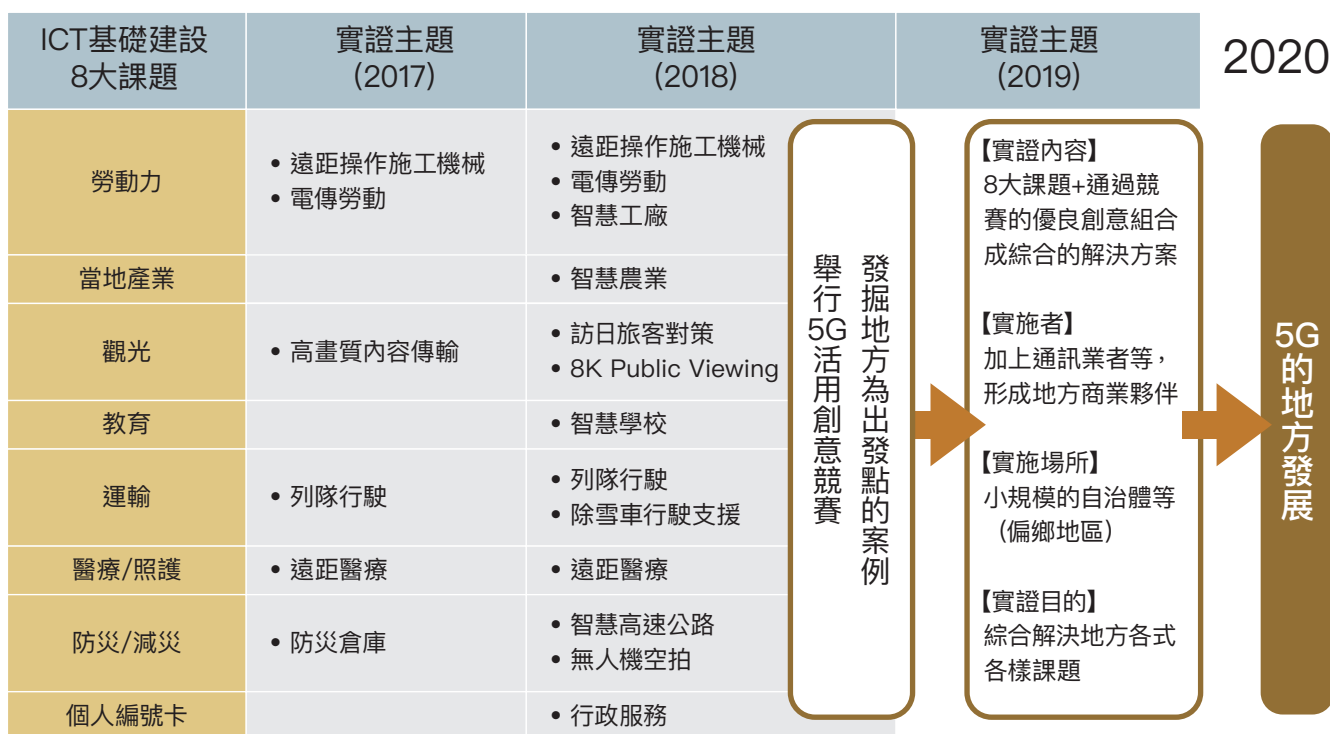 ICT基礎建設
8大課題
實證主題
(2017)
實證主題
(2018)
實證主題
(2019)
2020
勞動力
• 遠距操作施工機械
• 電傳勞動
• 遠距操作施工機械
• 電傳勞動
• 智慧工廠
當地產業
• 智慧農業
觀光
• 高畫質內容傳輸
• 訪日旅客對策
• 8K Public Viewing
教育
• 智慧學校
運輸
• 列隊行駛
• 列隊行駛
• 除雪車行駛支援
醫療/照護
• 遠距醫療
• 遠距醫療
防災/減災
• 防災倉庫
• 智慧高速公路
• 無人機空拍
個人編號卡
• 行政服務
發掘地方為出發點的案例
舉行5G活用創意競賽
【實證內容】
8大課題+通過競
賽的優良創意組合
成綜合的解決方案
【實施者】
加上通訊業者等，
形成地方商業夥伴
【實施場所】
小規模的自治體等
（偏鄉地區）
【實證目的】
綜合解決地方各式
各樣課題
5G的地方發展